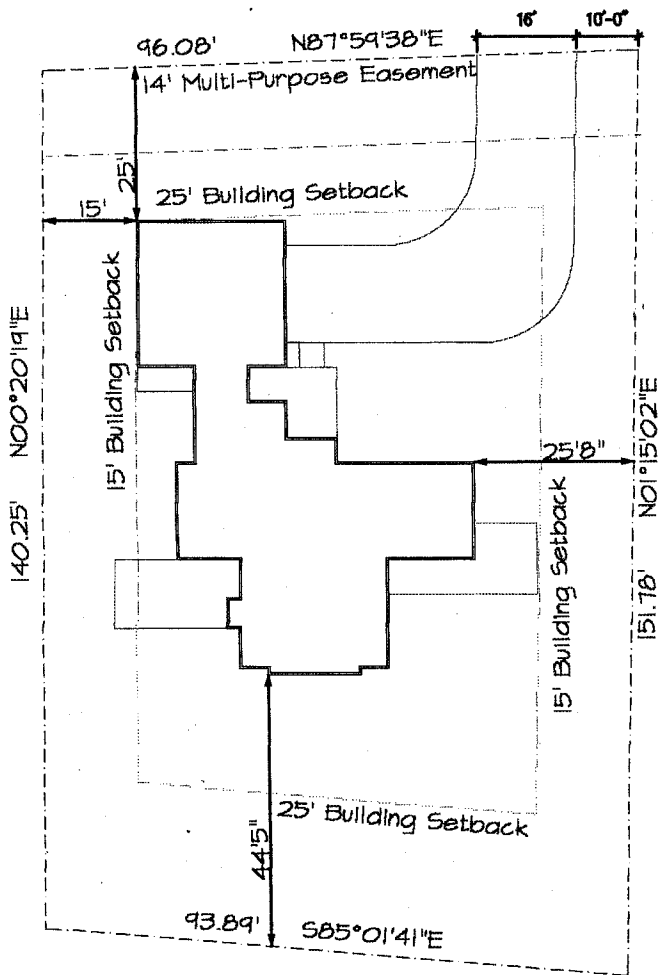 16' 10'-0"
96.08' N87°59'38"E
14' Multi-Purpose Easement
25'
25' Building Setback
15'
15' Building Setback
140.25' N00°20'19"E
25'8"
15' Building Setback
151.78' N01°15'02"E
25' Building Setback
44'5"
93.89' S85°01'41"E